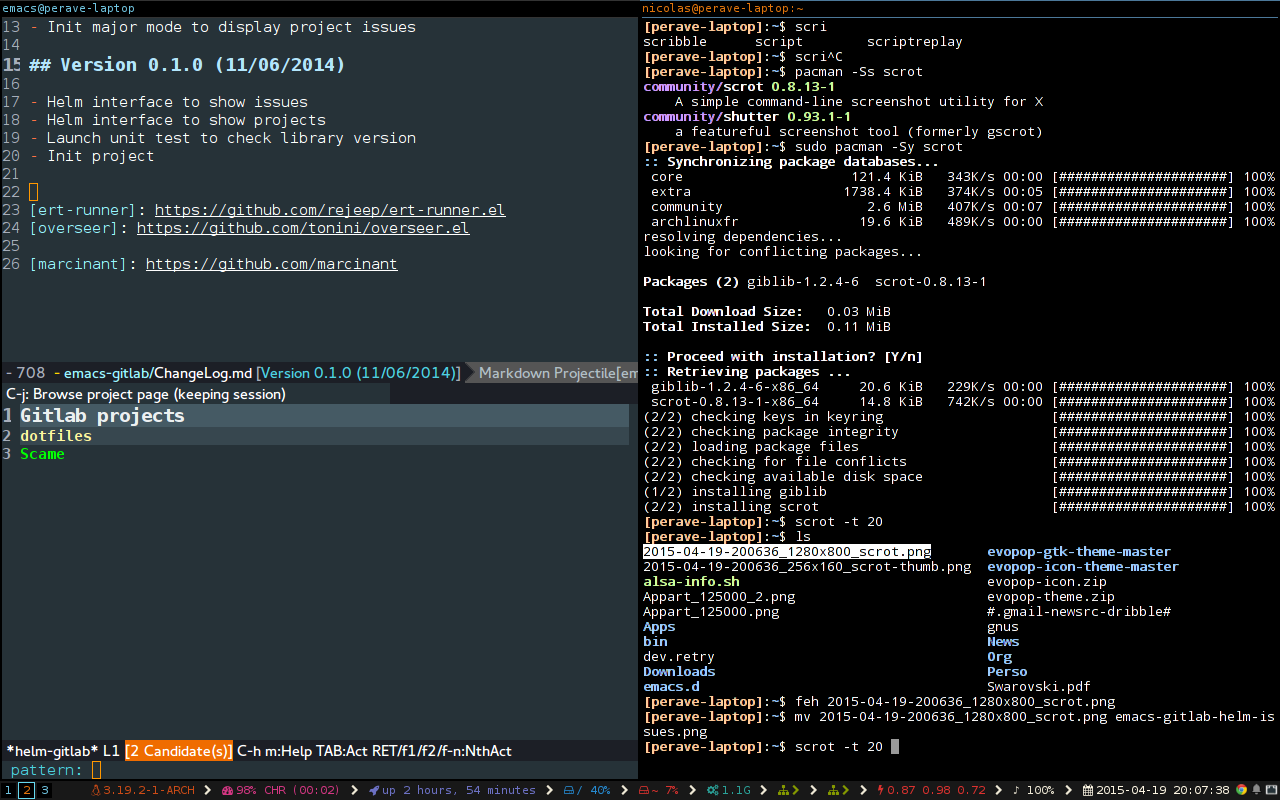 emacs@perave-laptop
13 - Init major mode to display project issues
14
15 ## Version 0.1.0 (11/06/2014)
16
17 - Helm interface to show issues
18 - Helm interface to show projects
19 - Launch unit test to check library version
20 - Init project
21
22
23 [ert-runner]: https://github.com/rejeep/ert-runner.el
24 [overseer]: https://github.com/tonini/overseer.el
25
26 [marcinant]: https://github.com/marcinant
- 708 - emacs-gitlab/ChangeLog.md [Version 0.1.0 (11/06/2014)] Markdown Projectile[em
C-j: Browse project page (keeping session)
1 Gitlab projects
2 dotfiles
3 Scame
*helm-gitlab* L1 [2 Candidate(s)] C-h m:Help TAB:Act RET/f1/f2/f-n:NthAct
pattern:
nicolas@perave-laptop:~
[perave-laptop]:~$ scri
scribble script scriptreplay
[perave-laptop]:~$ scri^C
[perave-laptop]:~$ pacman -Ss scrot
community/scrot 0.8.13-1
A simple command-line screenshot utility for X
community/shutter 0.93.1-1
a featureful screenshot tool (formerly gscrot)
[perave-laptop]:~$ sudo pacman -Sy scrot
:: Synchronizing package databases...
core 121.4 KiB 343K/s 00:00 [######################] 100%
extra 1738.4 KiB 374K/s 00:05 [######################] 100%
community 2.6 MiB 407K/s 00:07 [######################] 100%
archlinuxfr 19.6 KiB 489K/s 00:00 [######################] 100%
resolving dependencies...
looking for conflicting packages...
Packages (2) giblib-1.2.4-6 scrot-0.8.13-1
Total Download Size: 0.03 MiB
Total Installed Size: 0.11 MiB
:: Proceed with installation? [Y/n]
:: Retrieving packages ...
giblib-1.2.4-6-x86_64 20.6 KiB 229K/s 00:00 [######################] 100%
scrot-0.8.13-1-x86_64 14.8 KiB 742K/s 00:00 [######################] 100%
(2/2) checking keys in keyring [######################] 100%
(2/2) checking package integrity [######################] 100%
(2/2) loading package files [######################] 100%
(2/2) checking for file conflicts [######################] 100%
(2/2) checking available disk space [######################] 100%
(1/2) installing giblib [######################] 100%
(2/2) installing scrot [######################] 100%
[perave-laptop]:~$ scrot -t 20
[perave-laptop]:~$ ls
2015-04-19-200636_1280x800_scrot.png evopop-gtk-theme-master
2015-04-19-200636_256x160_scrot-thumb.png evopop-icon-theme-master
alsa-info.sh evopop-icon.zip
Appart_125000_2.png evopop-theme.zip
Appart_125000.png #.gmail-newsrc-dribble#
Apps gnus
bin News
dev.retry Org
Downloads Perso
emacs.d Swarovski.pdf
[perave-laptop]:~$ feh 2015-04-19-200636_1280x800_scrot.png
[perave-laptop]:~$ mv 2015-04-19-200636_1280x800_scrot.png emacs-gitlab-helm-is
sues.png
[perave-laptop]:~$ scrot -t 20
1 2 3 3.19.2-1-ARCH 98% CHR (00:02) up 2 hours, 54 minutes / 40% ~ 7% 1.1G 0.87 0.98 0.72 ♪ 100% 2015-04-19 20:07:38